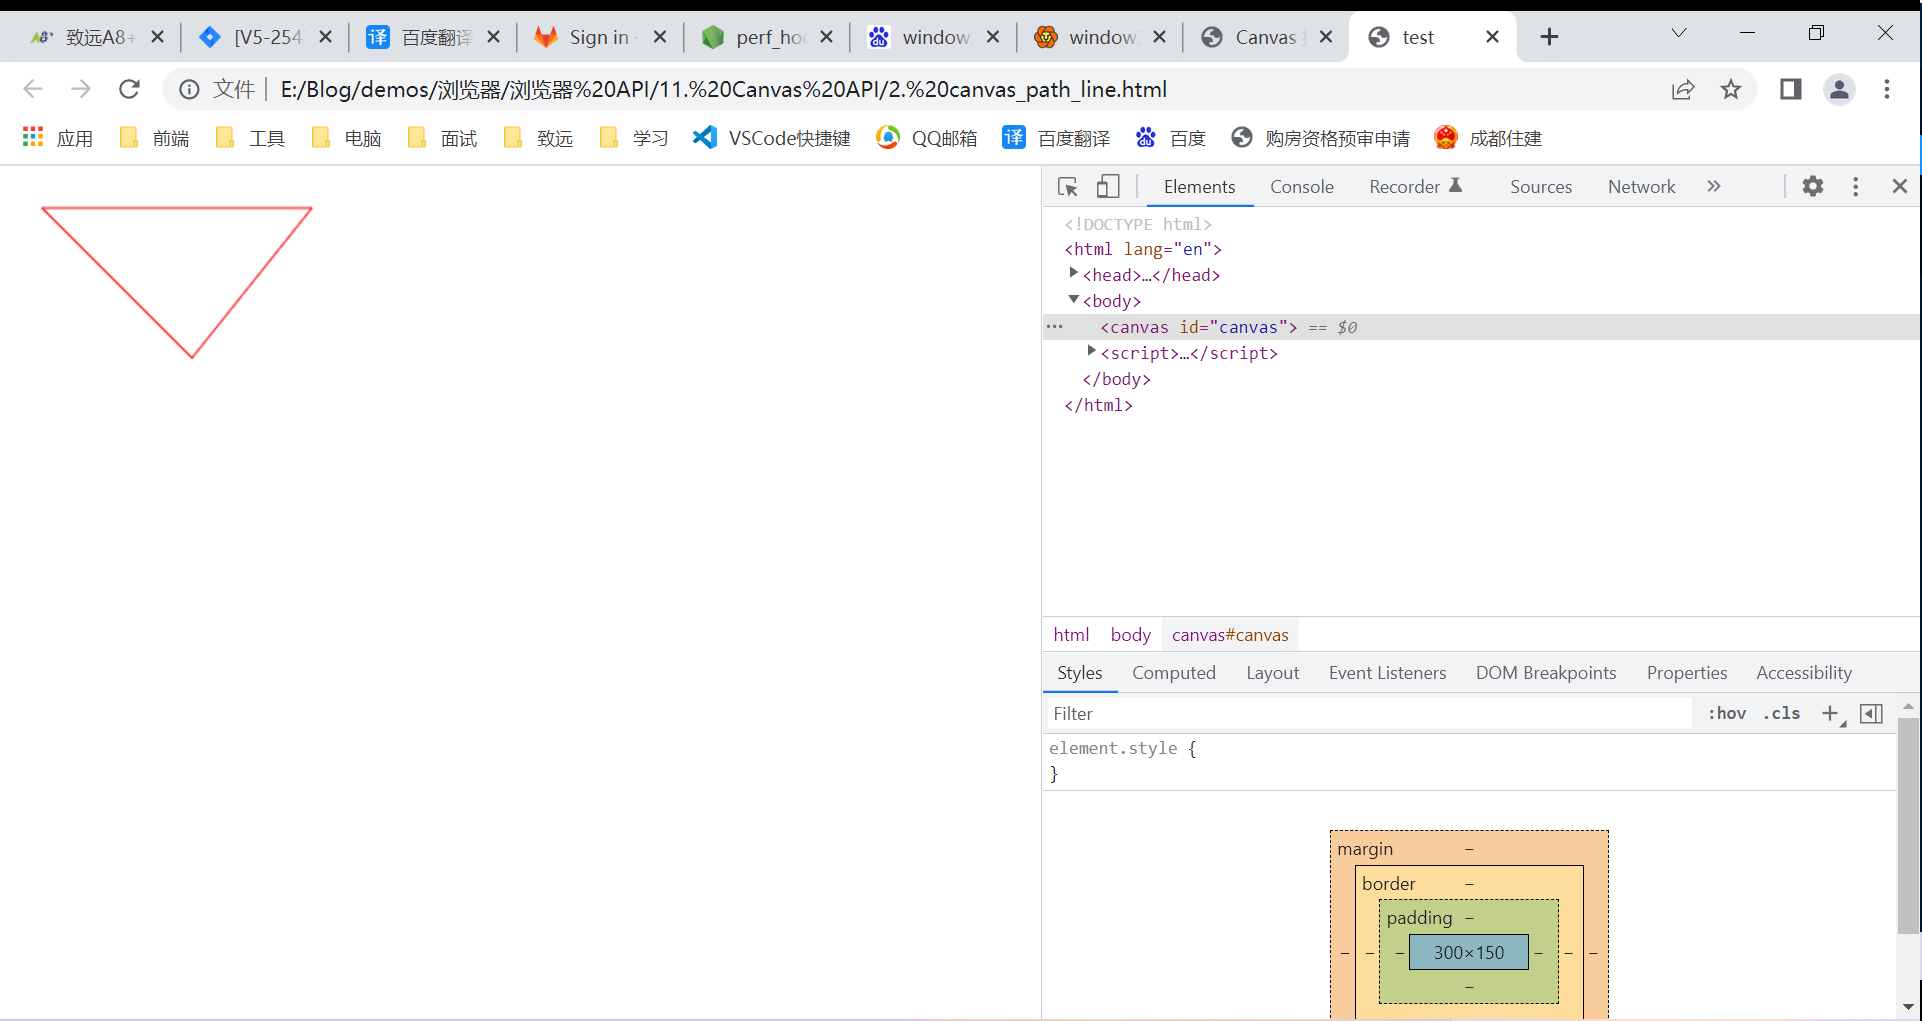 致远A8+
[V5-254
百度翻译
Sign in
perf_hoo
window.
window
Canvas
test
文件 E:/Blog/demos/浏览器/浏览器%20API/11.%20Canvas%20API/2.%20canvas_path_line.html
应用 前端 工具 电脑 面试 致远 学习 VSCode快捷键 QQ邮箱 译 百度翻译 百度 购房资格预审申请 成都住建
Elements Console Recorder Sources Network »
<!DOCTYPE html>
<html lang="en">
<head>…</head>
<body>
··· <canvas id="canvas"> == $0
<script>…</script>
</body>
</html>
html body canvas#canvas
Styles Computed Layout Event Listeners DOM Breakpoints Properties Accessibility
Filter :hov .cls
element.style {
}
margin –
border –
padding –
– – – 300×150 – – –
–